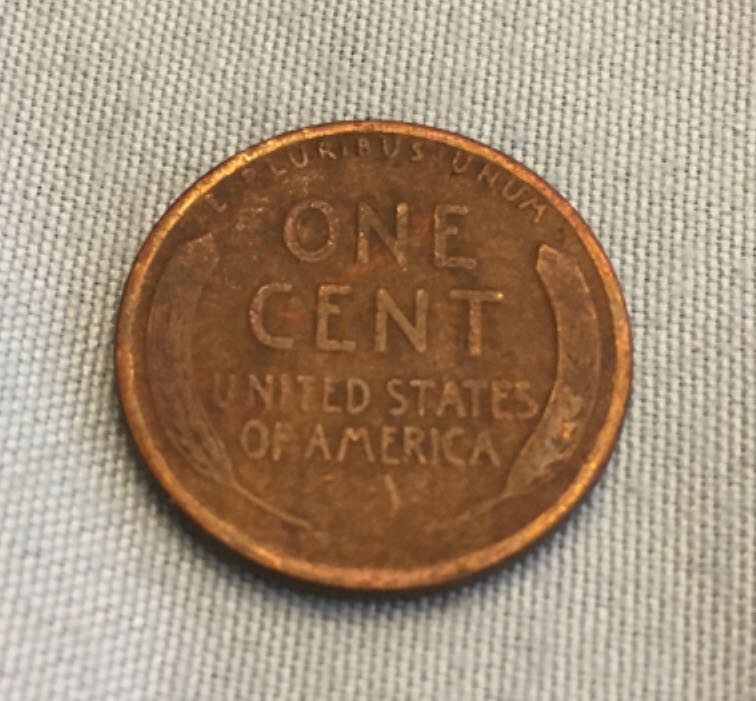 E PLURIBUS UNUM
ONE
CENT
UNITED STATES
OF AMERICA